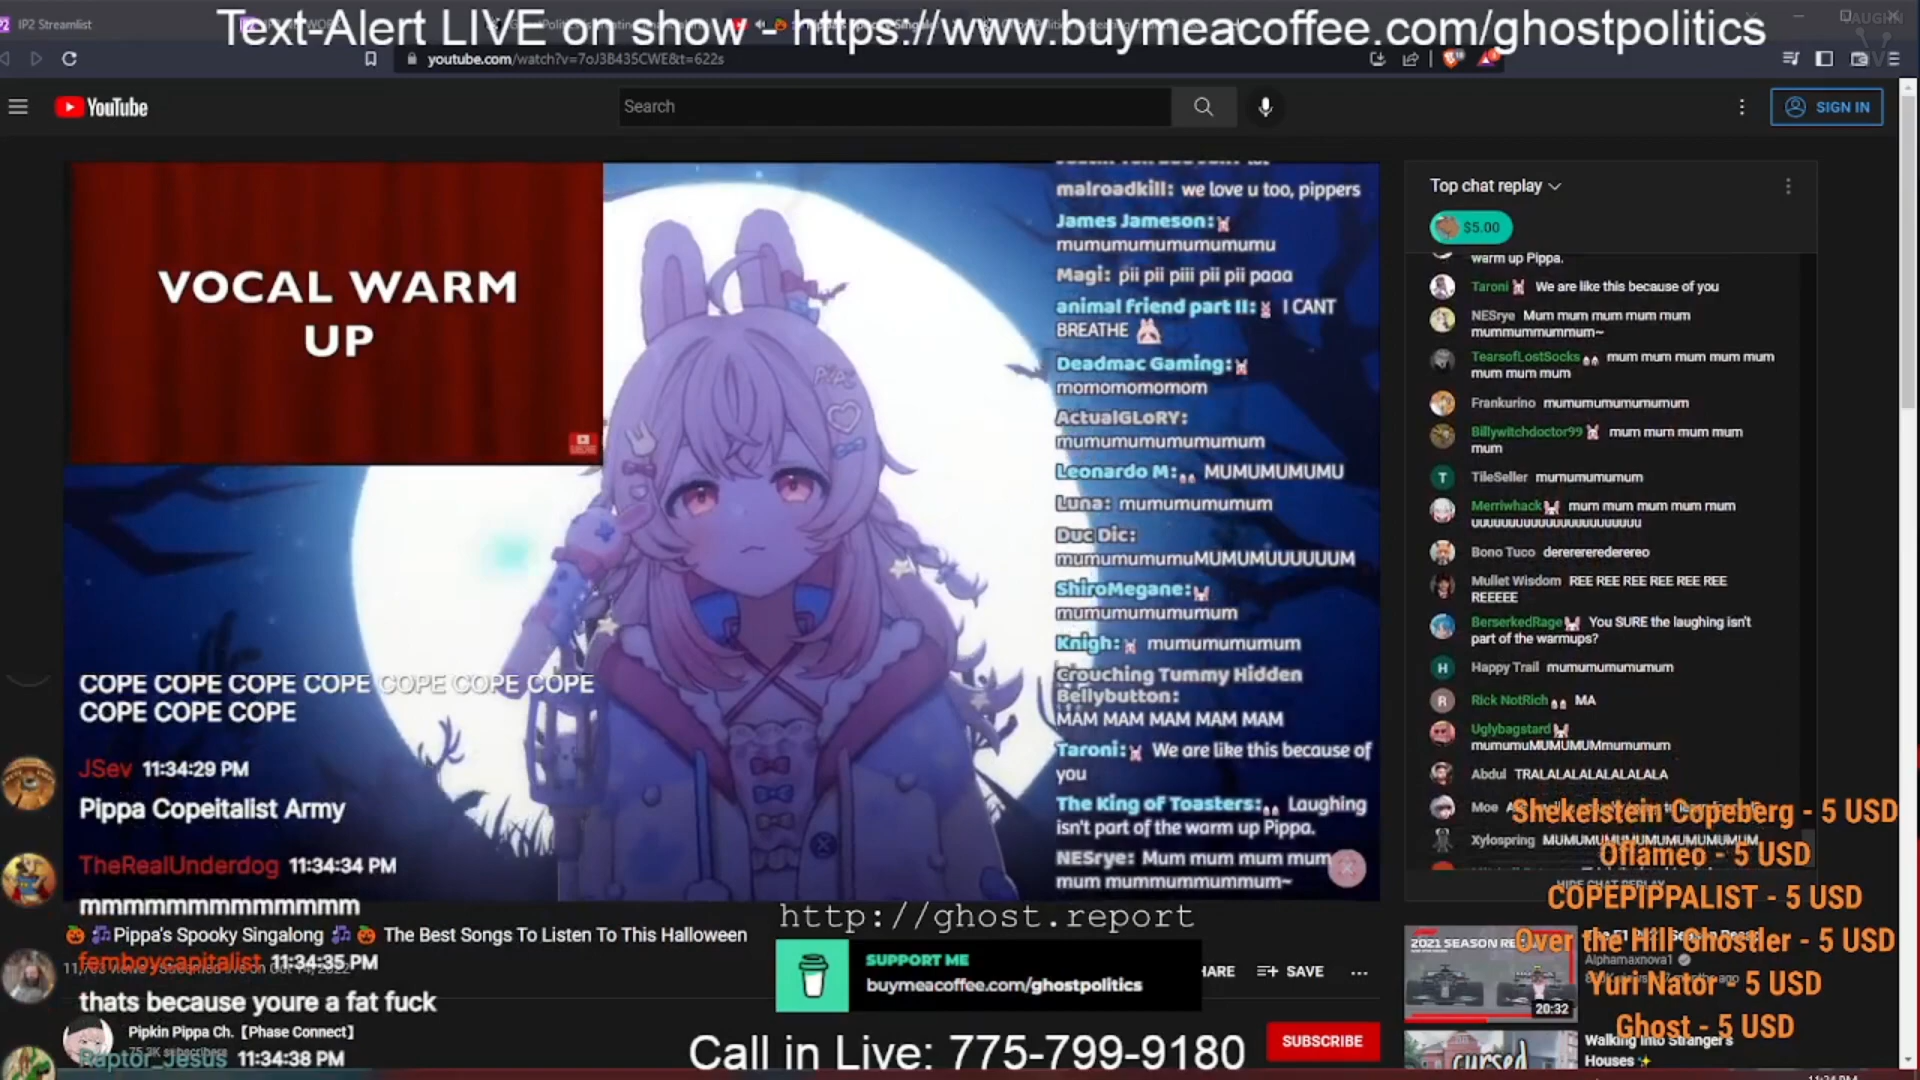 Text-Alert LIVE on show - https://www.buymeacoffee.com/ghostpolitics
IP2 Streamlist
youtube.com/watch?v=7oJ3B435CWE&t=622s
YouTube
Search
SIGN IN
VOCAL WARM
UP
malroadkill: we love u too, pippers
James Jameson:
mumumumumumumumu
Magi: pii pii piii pii pii paaa
animal friend part II: I CANT
BREATHE
Deadmac Gaming:
momomomomom
ActualGLoRY:
mumumumumumumum
Leonardo M: MUMUMUMUMU
Luna: mumumumumum
Duc Dic:
mumumumumuMUMUMUUUUUUM
ShiroMegane:
mumumumumumum
Knigh: mumumumumum
Crouching Tummy Hidden
Bellybutton:
MAM MAM MAM MAM MAM
Taroni: We are like this because of
you
The King of Toasters: Laughing
isn't part of the warm up Pippa.
NESrye: Mum mum mum mum
mum mummummummum~
COPE COPE COPE COPE COPE COPE COPE
COPE COPE COPE
JSev 11:34:29 PM
Pippa Copeitalist Army
TheRealUnderdog 11:34:34 PM
mmmmmmmmmmmmm
femboycapitalist 11:34:35 PM
thats because youre a fat fuck
Raptor_Jesus 11:34:38 PM
Top chat replay
$5.00
warm up Pippa.
Taroni We are like this because of you
NESrye Mum mum mum mum mum
mummummummum~
TearsofLostSocks mum mum mum mum mum
mum mum mum
Frankurino mumumumumumumum
Billywitchdoctor99 mum mum mum mum
mum
T
TileSeller mumumumumum
Merriwhack mum mum mum mum mum
uuuuuuuuuuuuuuuuuuuuuuu
Bono Tuco derererederereo
Mullet Wisdom REE REE REE REE REE REE
REEEEE
BerserkedRage You SURE the laughing isn't
part of the warmups?
H
Happy Trail mumumumumumum
R
Rick NotRich MA
Uglybagstard
mumumuMUMUMUMmumumum
Abdul TRALALALALALALALA
Moe
Xylospring MUMUMUMUMUMUMUMUMUMUM
HIDE CHAT REPLAY
Shekelstein Copeberg - 5 USD
Oflameo - 5 USD
COPEPIPPALIST - 5 USD
Over the Hill Ghostler - 5 USD
Yuri Nator - 5 USD
Ghost - 5 USD
http://ghost.report
Pippa's Spooky Singalong The Best Songs To Listen To This Halloween
SUPPORT ME
buymeacoffee.com/ghostpolitics
SAVE
Pipkin Pippa Ch.【Phase Connect】
Call in Live: 775-799-9180
SUBSCRIBE
2021 SEASON RE
Alphamaxnova1
20:32
cursed
Walking Into Stranger's
Houses